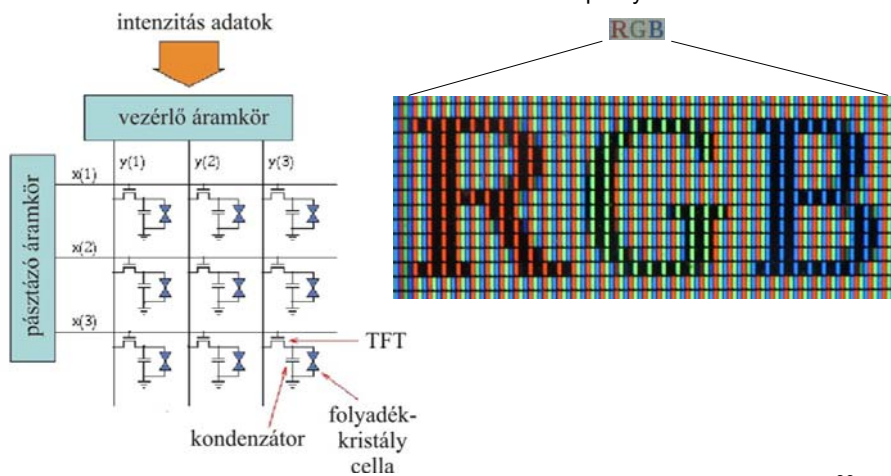 RGB
intenzitás adatok
vezérlő áramkör
pásztázó áramkör
y(1) y(2) y(3)
x(1)
x(2)
x(3)
RGB
TFT
kondenzátor
folyadék-
kristály
cella